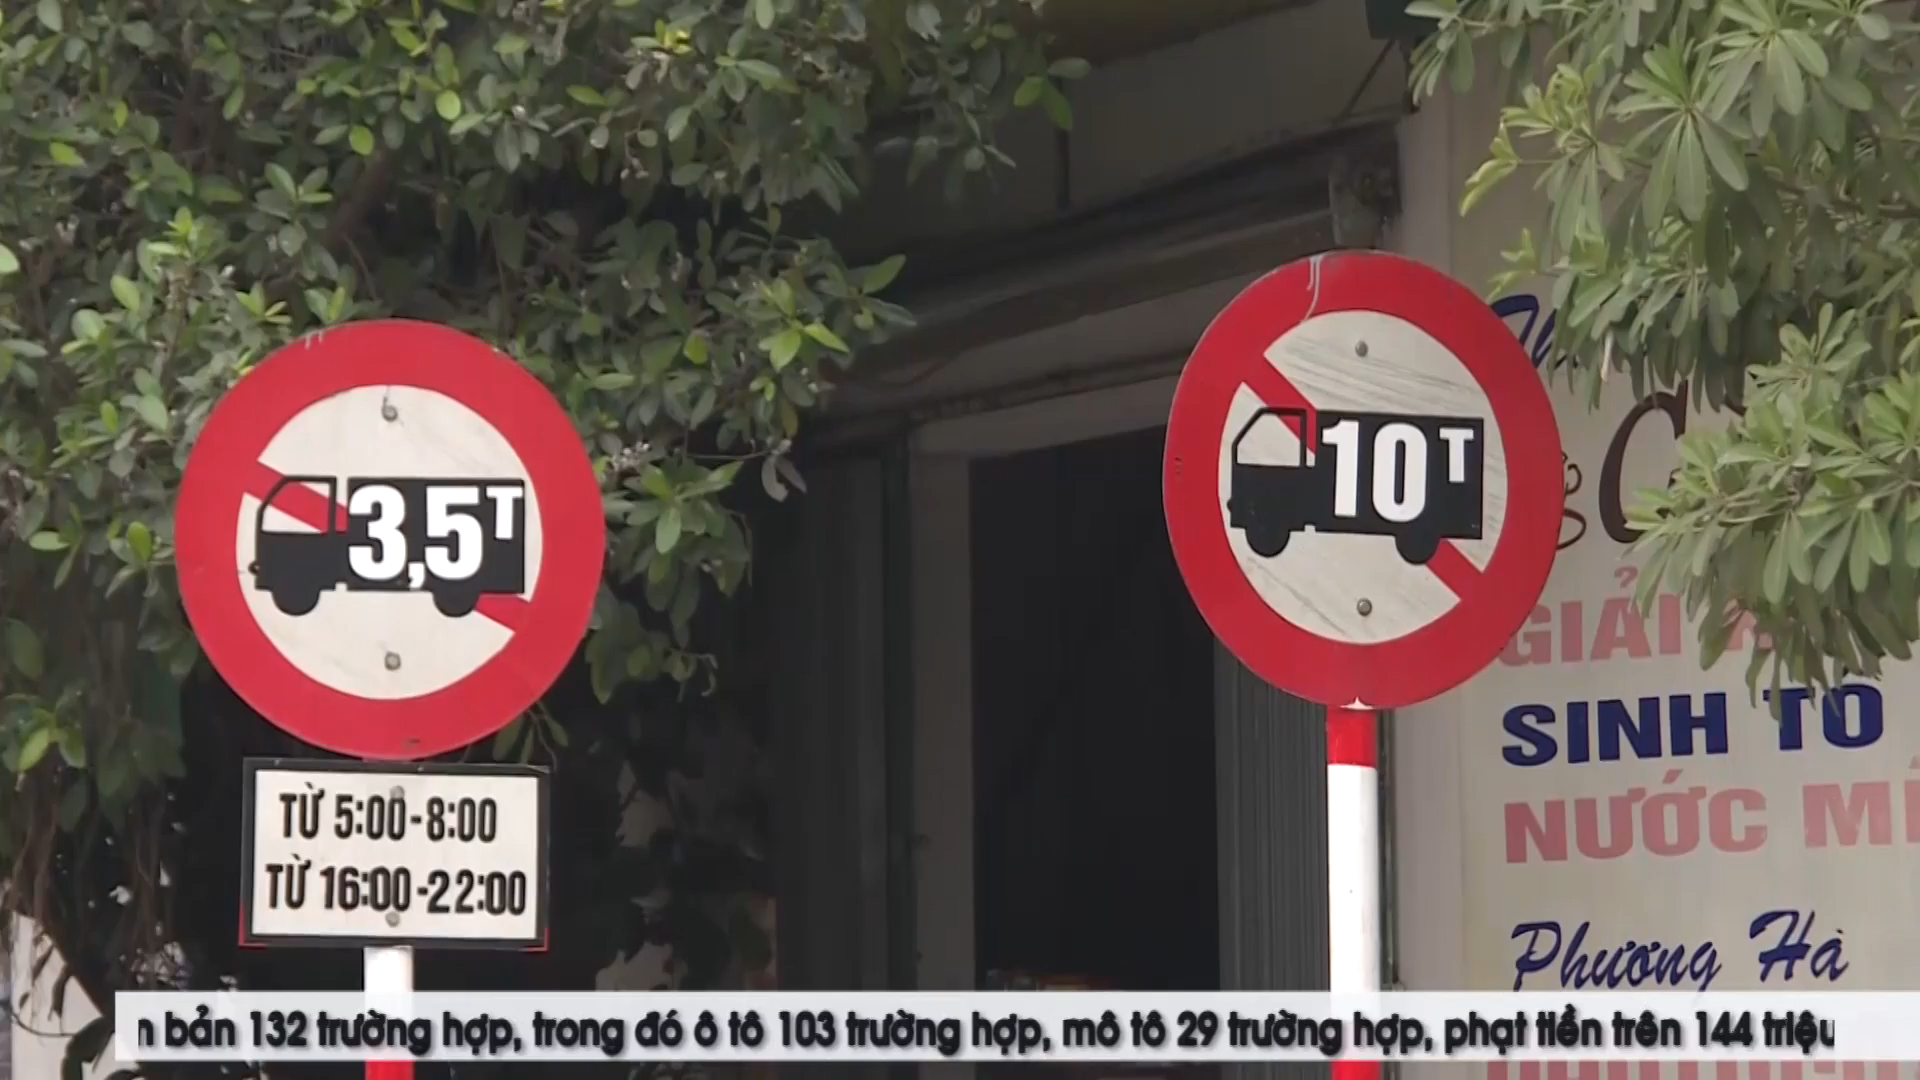 3,5T
TỪ 5:00-8:00
TỪ 16:00-22:00
10T
GIẢI
SINH TỐ
NƯỚC
Phương Hà
bản 132 trường hợp, trong đó ô tô 103 trường hợp, mô tô 29 trường hợp, phạt tiền trên 144 triệu